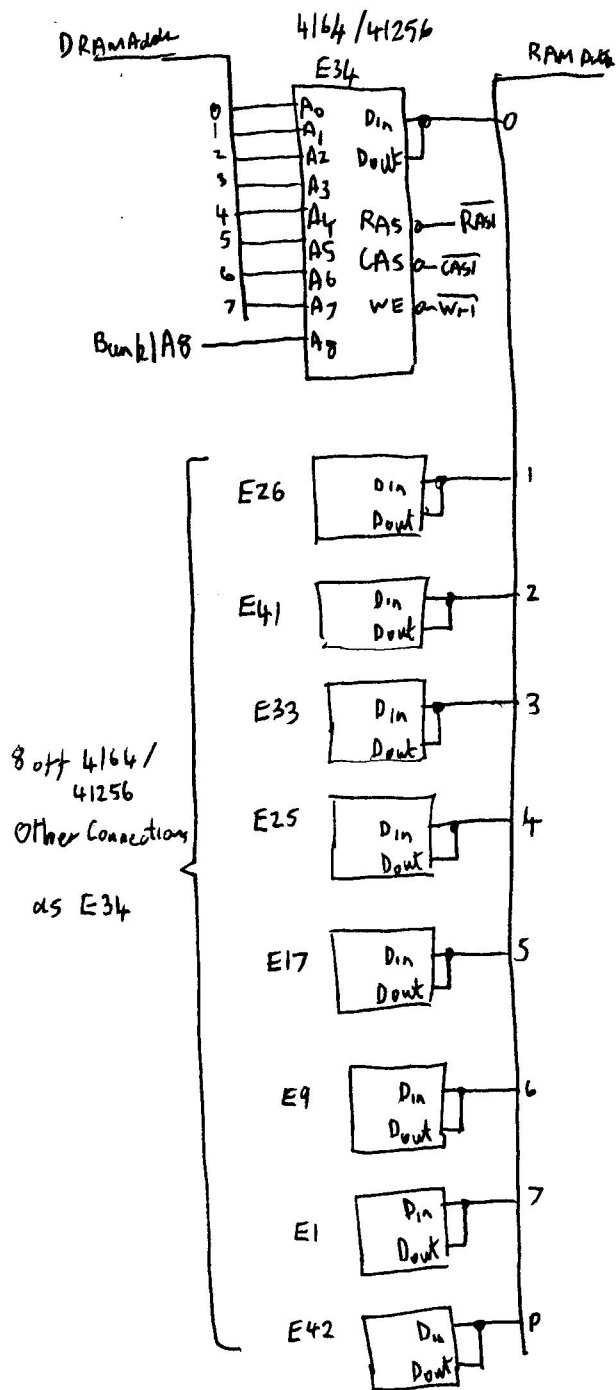 4164/41256
DRAM Addr
E34
RAM Data
0 A0 Din 0
1 A1 Dout
2 A2
3 A3
4 A4 RAS RAS1
5 A5 CAS CAS1
6 A6
7 A7 WE Wr1
Bank1A8 A8
E26 Din 1
Dout
E41 Din 2
Dout
E33 Din 3
Dout
8 off 4164/
41256
Other Connections
as E34
E25 Din 4
Dout
E17 Din 5
Dout
E9 Din 6
Dout
E1 Din 7
Dout
E42 Din P
Dout